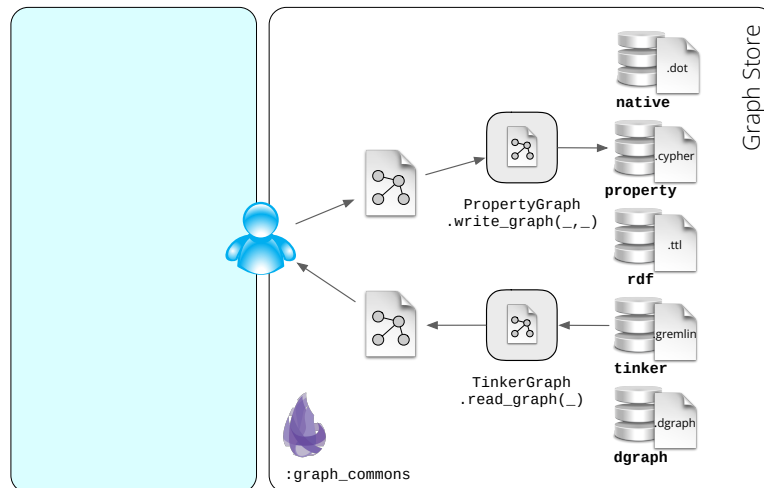 Graph Store
.dot
native
.cypher
property
PropertyGraph
.write_graph(_,_)
.ttl
rdf
.gremlin
tinker
TinkerGraph
.read_graph(_)
.dgraph
dgraph
:graph_commons